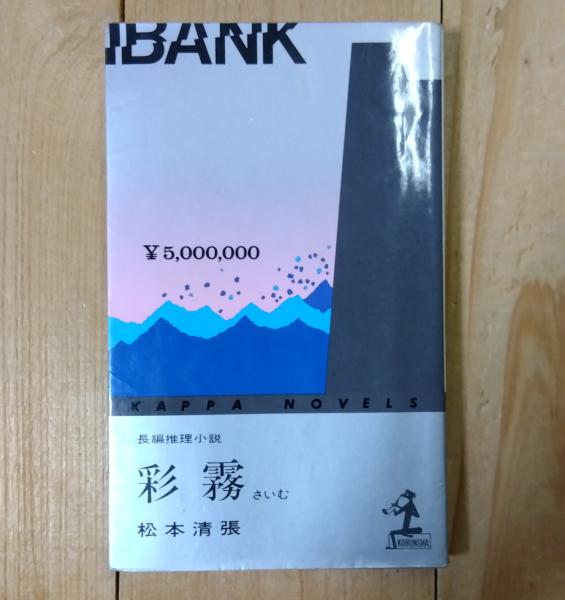 BANK
¥5,000,000
KAPPA NOVELS
長編推理小説
彩霧 さいむ
松本清張
KOBUNSHA